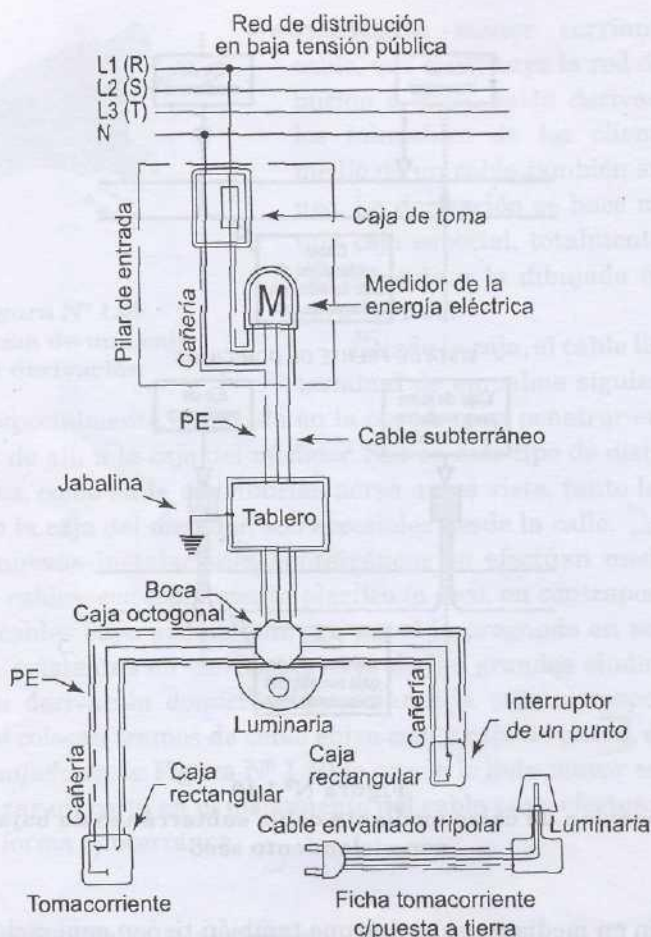 Red de distribución
en baja tensión pública
L1 (R)
L2 (S)
L3 (T)
N
Caja de toma
Pilar de entrada
Cañería
M
Medidor de la
energía eléctrica
PE
Cable subterráneo
Jabalina
Tablero
Boca
Caja octogonal
PE
Luminaria
Cañería
Interruptor
de un punto
Cañería
Caja
rectangular
Caja
rectangular
Cable envainado tripolar
Luminaria
Tomacorriente
Ficha tomacorriente
c/puesta a tierra